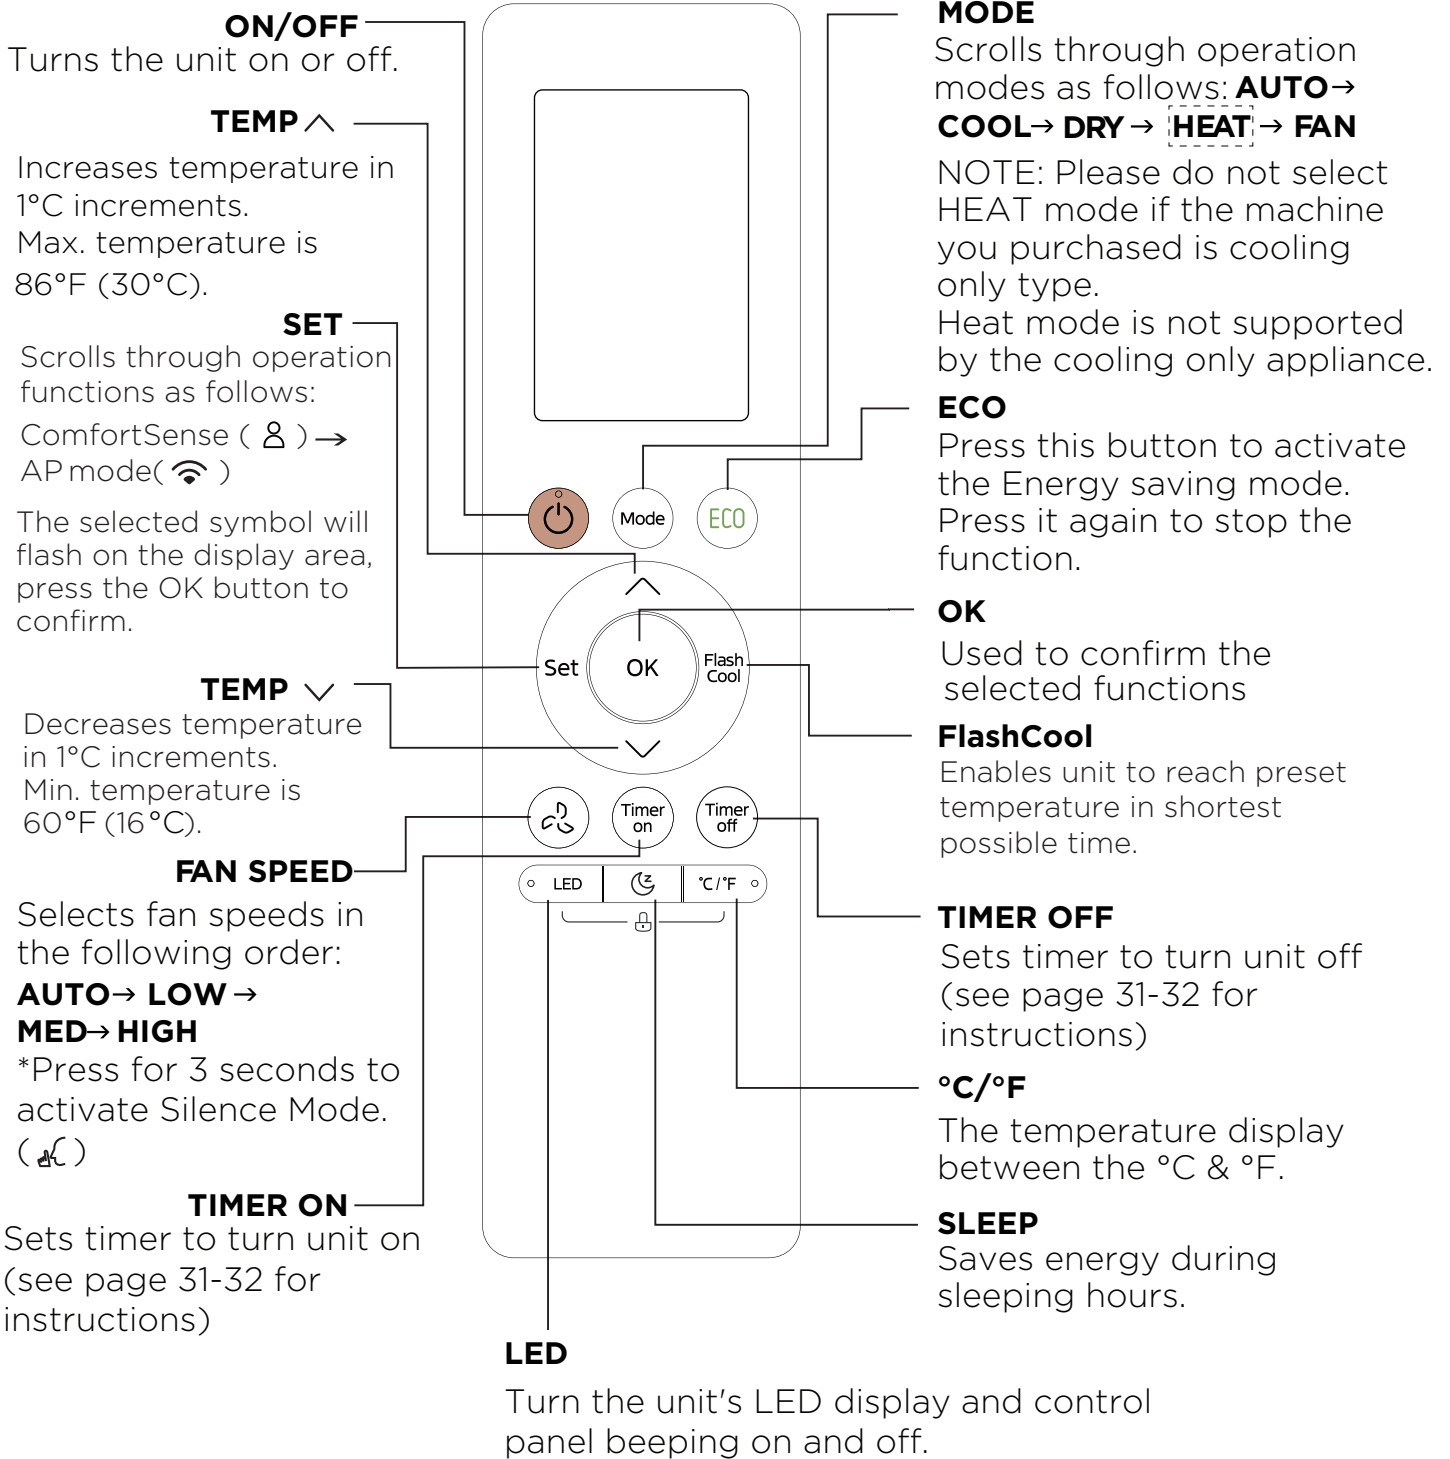 ON/OFF
Turns the unit on or off.
TEMP
Increases temperature in
1°C increments.
Max. temperature is
86°F (30°C).
SET
Scrolls through operation
functions as follows:
ComfortSense ( ) →
AP mode( )
The selected symbol will
flash on the display area,
press the OK button to
confirm.
TEMP
Decreases temperature
in 1°C increments.
Min. temperature is
60°F (16°C).
FAN SPEED
Selects fan speeds in
the following order:
AUTO→ LOW →
MED→ HIGH
*Press for 3 seconds to
activate Silence Mode.
( )
TIMER ON
Sets timer to turn unit on
(see page 31-32 for
instructions)
Mode
ECO
Set
OK
Flash
Cool
Timer
on
Timer
off
LED
z
°C/°F
LED
Turn the unit's LED display and control
panel beeping on and off.
MODE
Scrolls through operation
modes as follows: AUTO→
COOL→ DRY → HEAT → FAN
NOTE: Please do not select
HEAT mode if the machine
you purchased is cooling
only type.
Heat mode is not supported
by the cooling only appliance.
ECO
Press this button to activate
the Energy saving mode.
Press it again to stop the
function.
OK
Used to confirm the
selected functions
FlashCool
Enables unit to reach preset
temperature in shortest
possible time.
TIMER OFF
Sets timer to turn unit off
(see page 31-32 for
instructions)
°C/°F
The temperature display
between the °C & °F.
SLEEP
Saves energy during
sleeping hours.